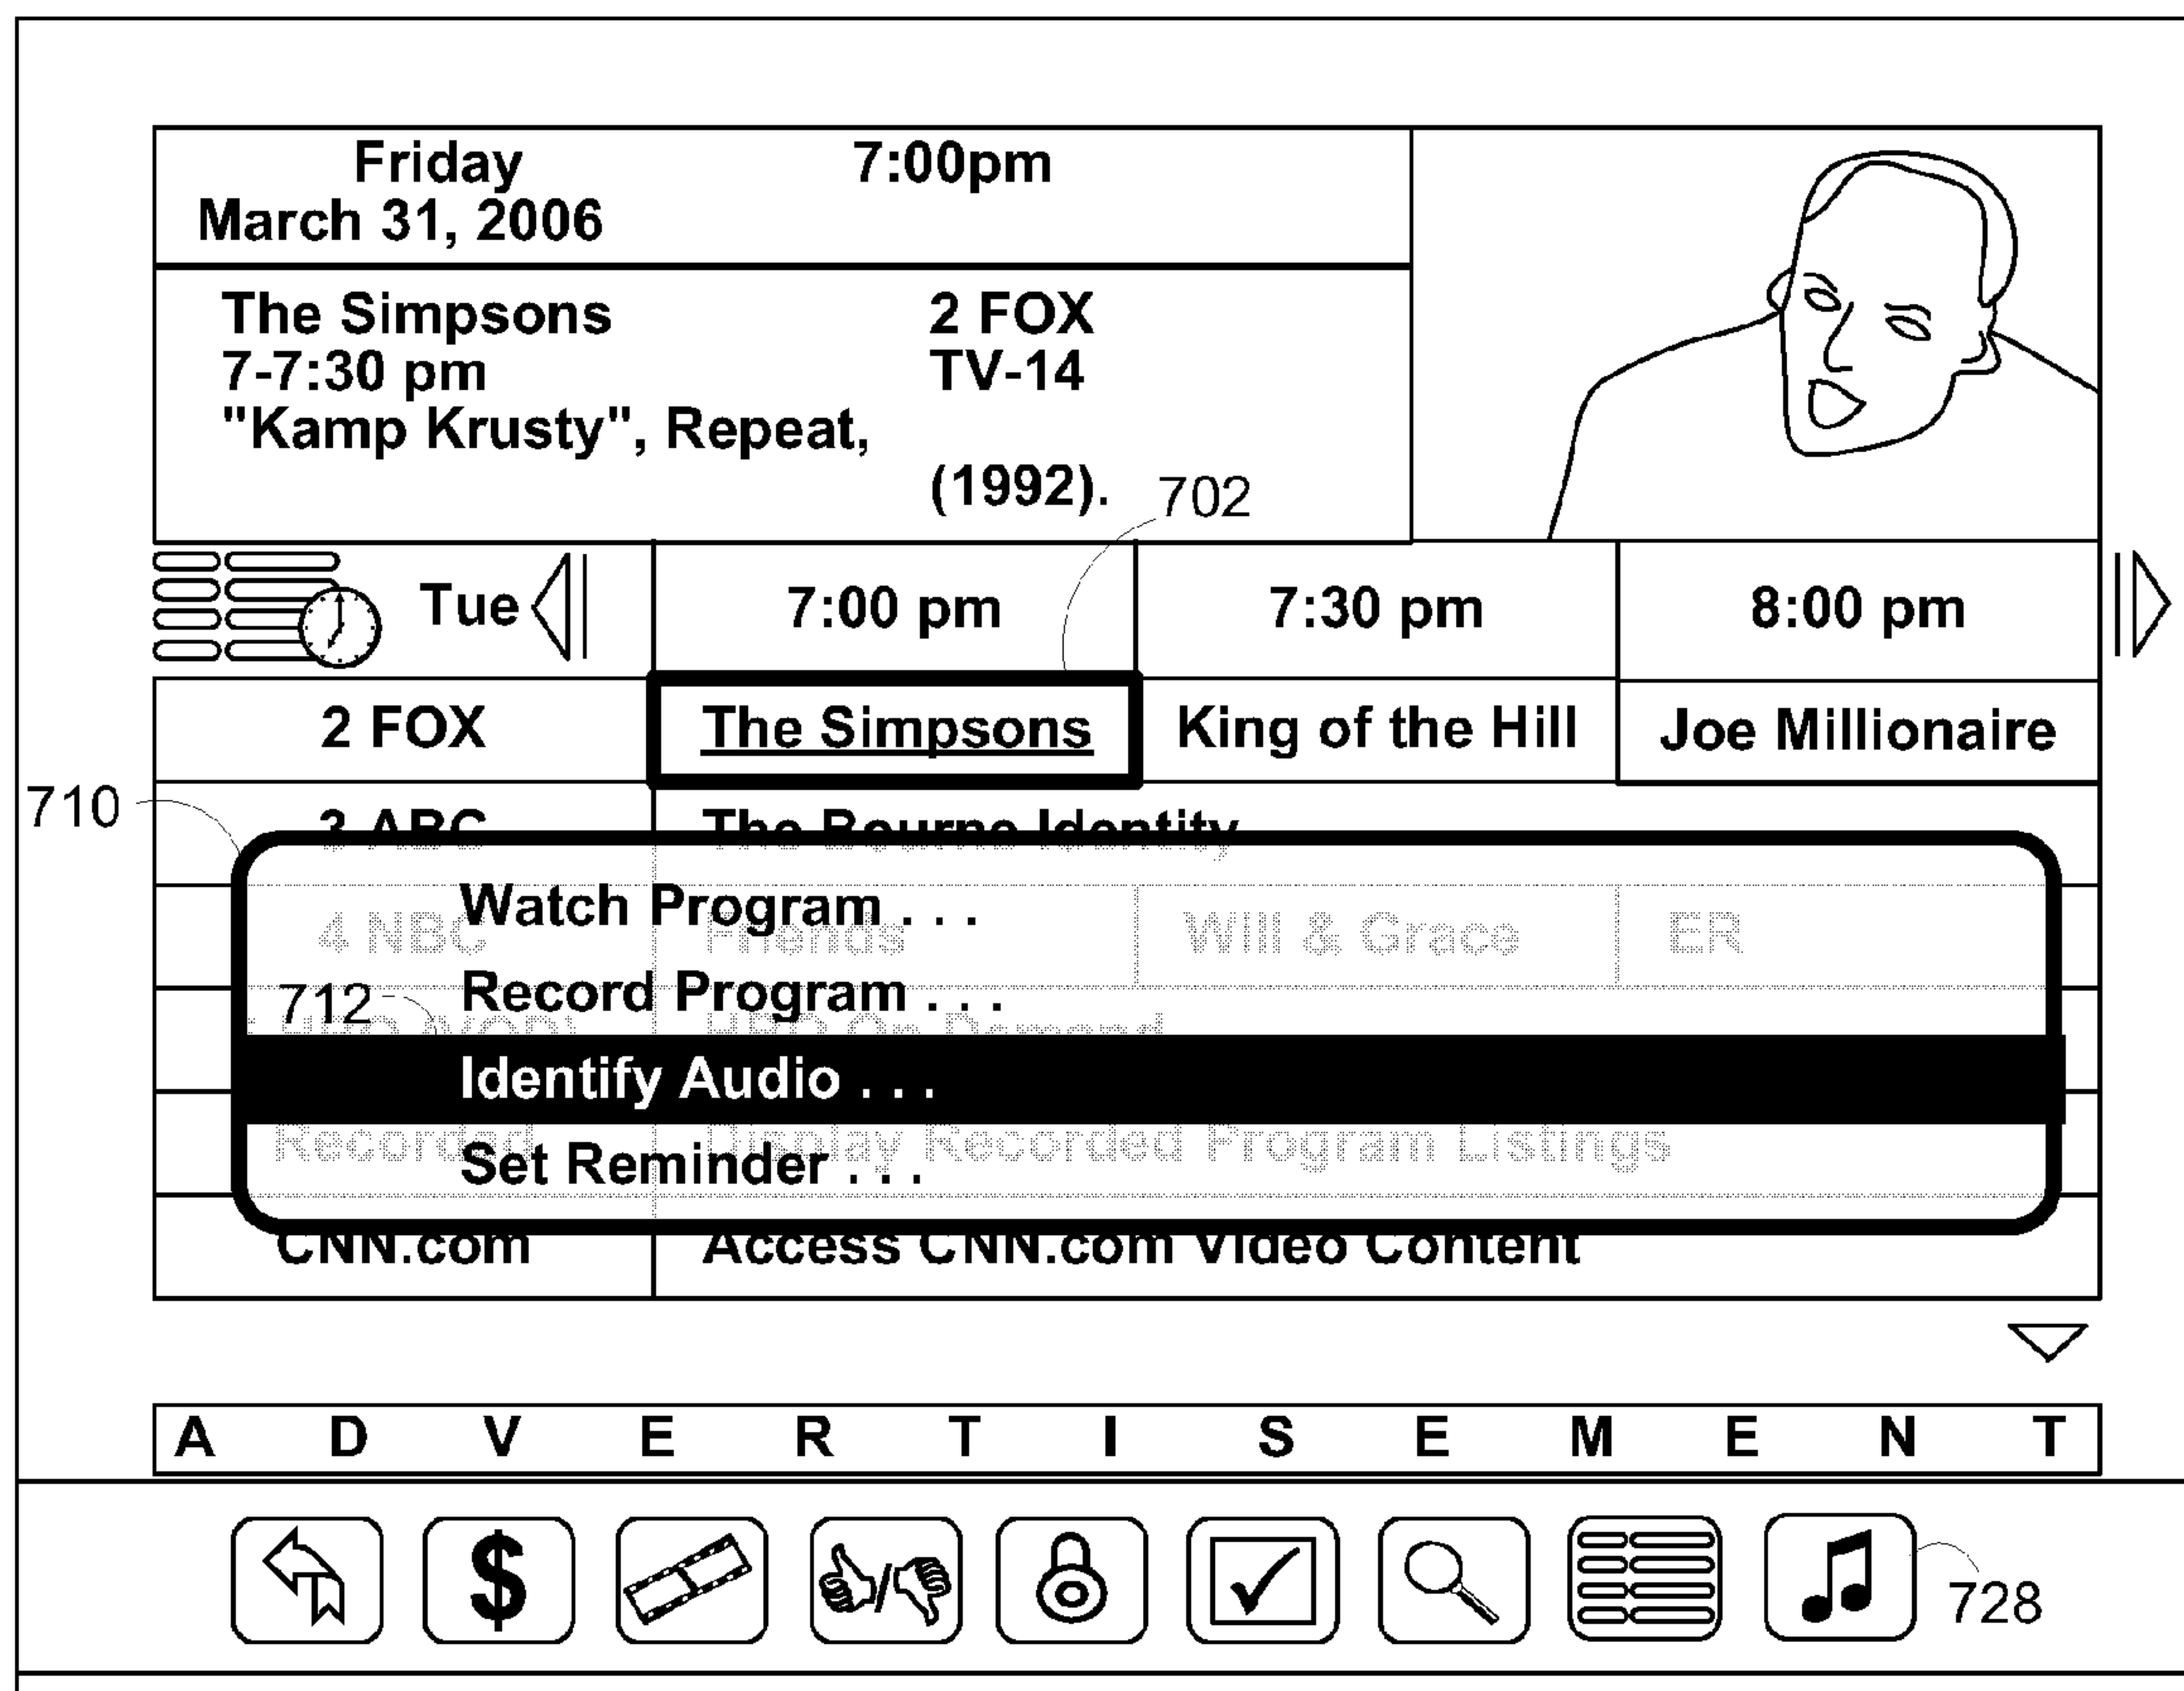 Friday 7:00pm
March 31, 2006
The Simpsons 2 FOX
7-7:30 pm TV-14
"Kamp Krusty", Repeat,
(1992). 702
Tue 7:00 pm 7:30 pm 8:00 pm
2 FOX The Simpsons King of the Hill Joe Millionaire
710
3 ABC The Bourne Identity
Watch Program . . .
4 NBC Friends Will & Grace ER
Record Program . . .
712
HBO On Demand
Identify Audio . . .
Recorded Display Recorded Program Listings
Set Reminder . . .
CNN.com Access CNN.com Video Content
A D V E R T I S E M E N T
$
728